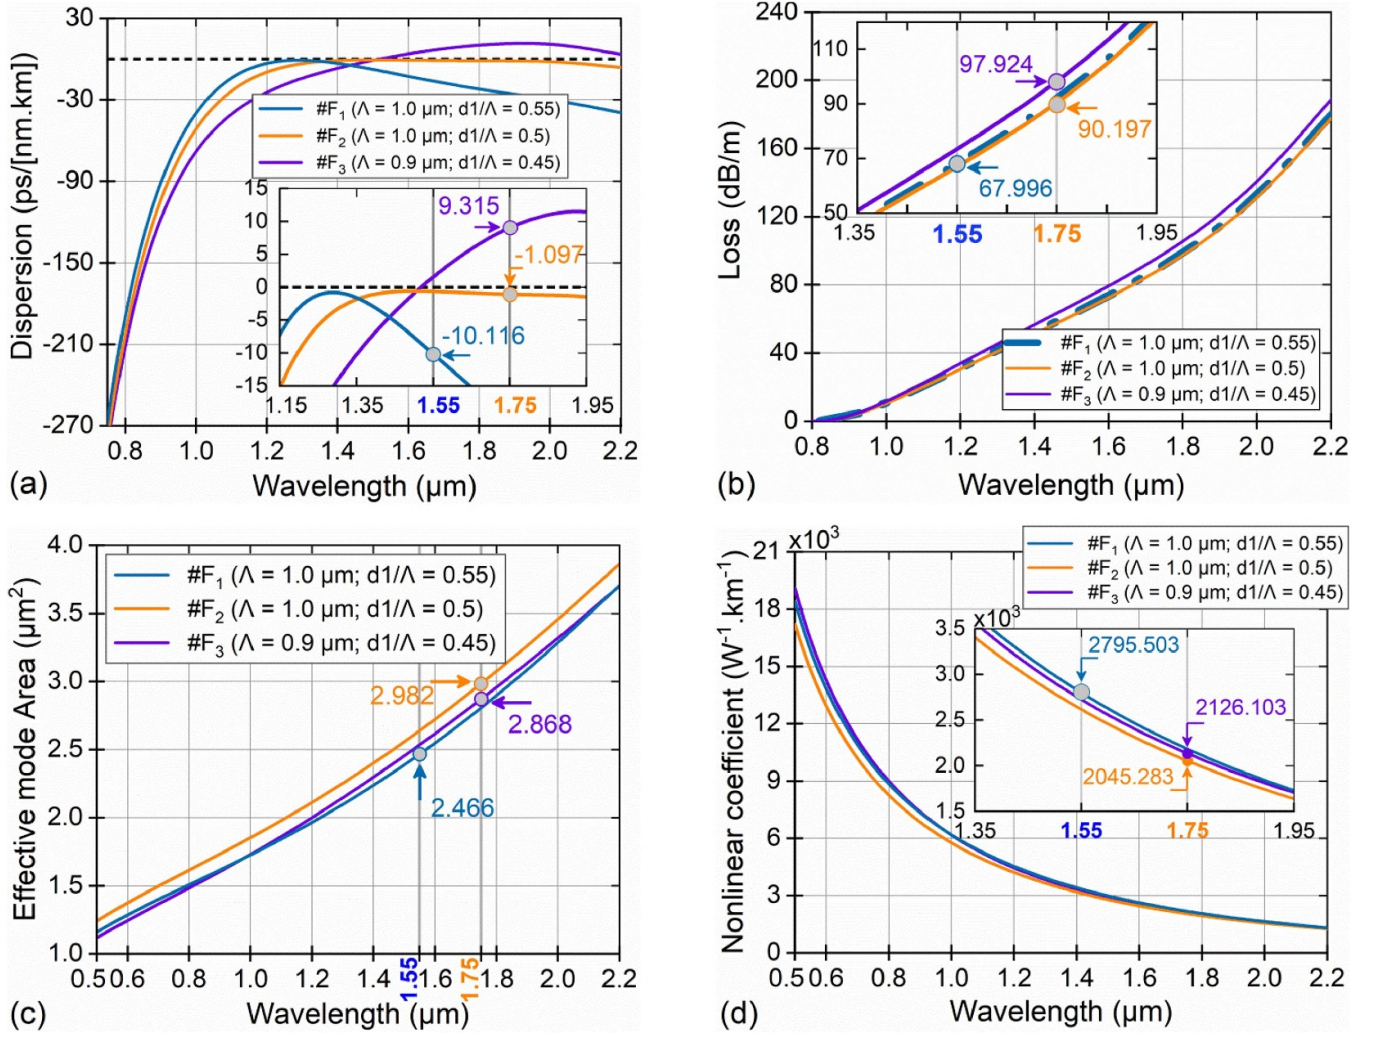 30
-30
-90
-150
-210
-270
Dispersion (ps/[nm.km])
#F1 (Λ = 1.0 µm; d1/Λ = 0.55)
#F2 (Λ = 1.0 µm; d1/Λ = 0.5)
#F3 (Λ = 0.9 µm; d1/Λ = 0.45)
15
10
5
0
-5
-10
-15
9.315
-1.097
-10.116
1.15 1.35 1.55 1.75 1.95
0.8 1.0 1.2 1.4 1.6 1.8 2.0 2.2
(a) Wavelength (µm)
240
200
160
120
80
40
0
Loss (dB/m)
110
90
70
50
97.924
90.197
67.996
1.35 1.55 1.75 1.95
#F1 (Λ = 1.0 µm; d1/Λ = 0.55)
#F2 (Λ = 1.0 µm; d1/Λ = 0.5)
#F3 (Λ = 0.9 µm; d1/Λ = 0.45)
0.8 1.0 1.2 1.4 1.6 1.8 2.0 2.2
(b) Wavelength (µm)
4.0
3.5
3.0
2.5
2.0
1.5
1.0
Effective mode Area (µm²)
#F1 (Λ = 1.0 µm; d1/Λ = 0.55)
#F2 (Λ = 1.0 µm; d1/Λ = 0.5)
#F3 (Λ = 0.9 µm; d1/Λ = 0.45)
2.982
2.868
2.466
0.5 0.6 0.8 1.0 1.2 1.4 1.55 1.6 1.75 1.8 2.0 2.2
(c) Wavelength (µm)
x10³
21
18
15
12
9
6
3
0
Nonlinear coefficient (W⁻¹.km⁻¹)
#F1 (Λ = 1.0 µm; d1/Λ = 0.55)
#F2 (Λ = 1.0 µm; d1/Λ = 0.5)
#F3 (Λ = 0.9 µm; d1/Λ = 0.45)
x10³
3.5
3.0
2.5
2.0
1.5
2795.503
2126.103
2045.283
1.35 1.55 1.75 1.95
0.5 0.6 0.8 1.0 1.2 1.4 1.6 1.8 2.0 2.2
(d) Wavelength (µm)